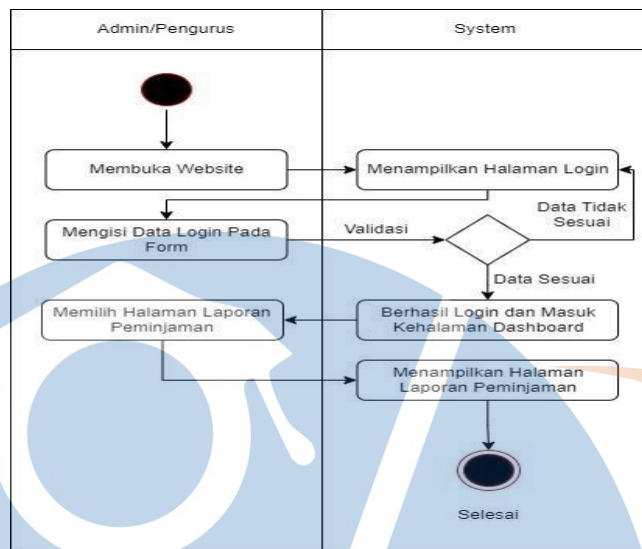 Admin/Pengurus
System
Membuka Website
Menampilkan Halaman Login
Mengisi Data Login Pada
Form
Validasi
Data Tidak
Sesuai
Data Sesuai
Memilih Halaman Laporan
Peminjaman
Berhasil Login dan Masuk
Kehalaman Dashboard
Menampilkan Halaman
Laporan Peminjaman
Selesai